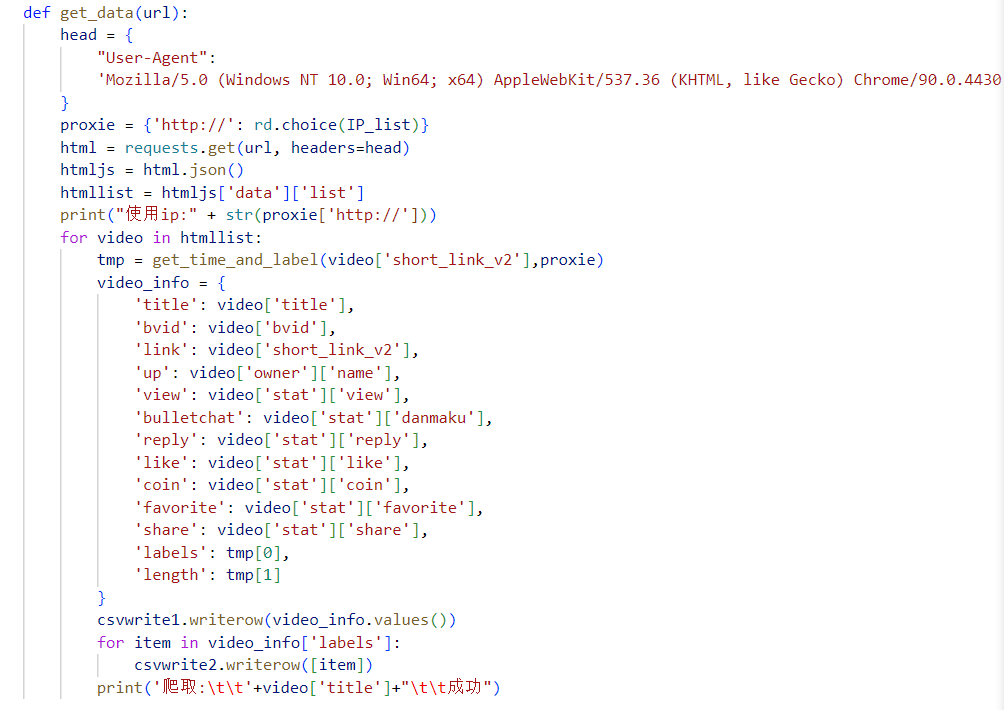 def get_data(url):
    head = {
        "User-Agent":
        'Mozilla/5.0 (Windows NT 10.0; Win64; x64) AppleWebKit/537.36 (KHTML, like Gecko) Chrome/90.0.4430
    }
    proxie = {'http://': rd.choice(IP_list)}
    html = requests.get(url, headers=head)
    htmljs = html.json()
    htmllist = htmljs['data']['list']
    print("使用ip:" + str(proxie['http://']))
    for video in htmllist:
        tmp = get_time_and_label(video['short_link_v2'],proxie)
        video_info = {
            'title': video['title'],
            'bvid': video['bvid'],
            'link': video['short_link_v2'],
            'up': video['owner']['name'],
            'view': video['stat']['view'],
            'bulletchat': video['stat']['danmaku'],
            'reply': video['stat']['reply'],
            'like': video['stat']['like'],
            'coin': video['stat']['coin'],
            'favorite': video['stat']['favorite'],
            'share': video['stat']['share'],
            'labels': tmp[0],
            'length': tmp[1]
        }
        csvwrite1.writerow(video_info.values())
        for item in video_info['labels']:
            csvwrite2.writerow([item])
        print('爬取:\t\t'+video['title']+"\t\t成功")